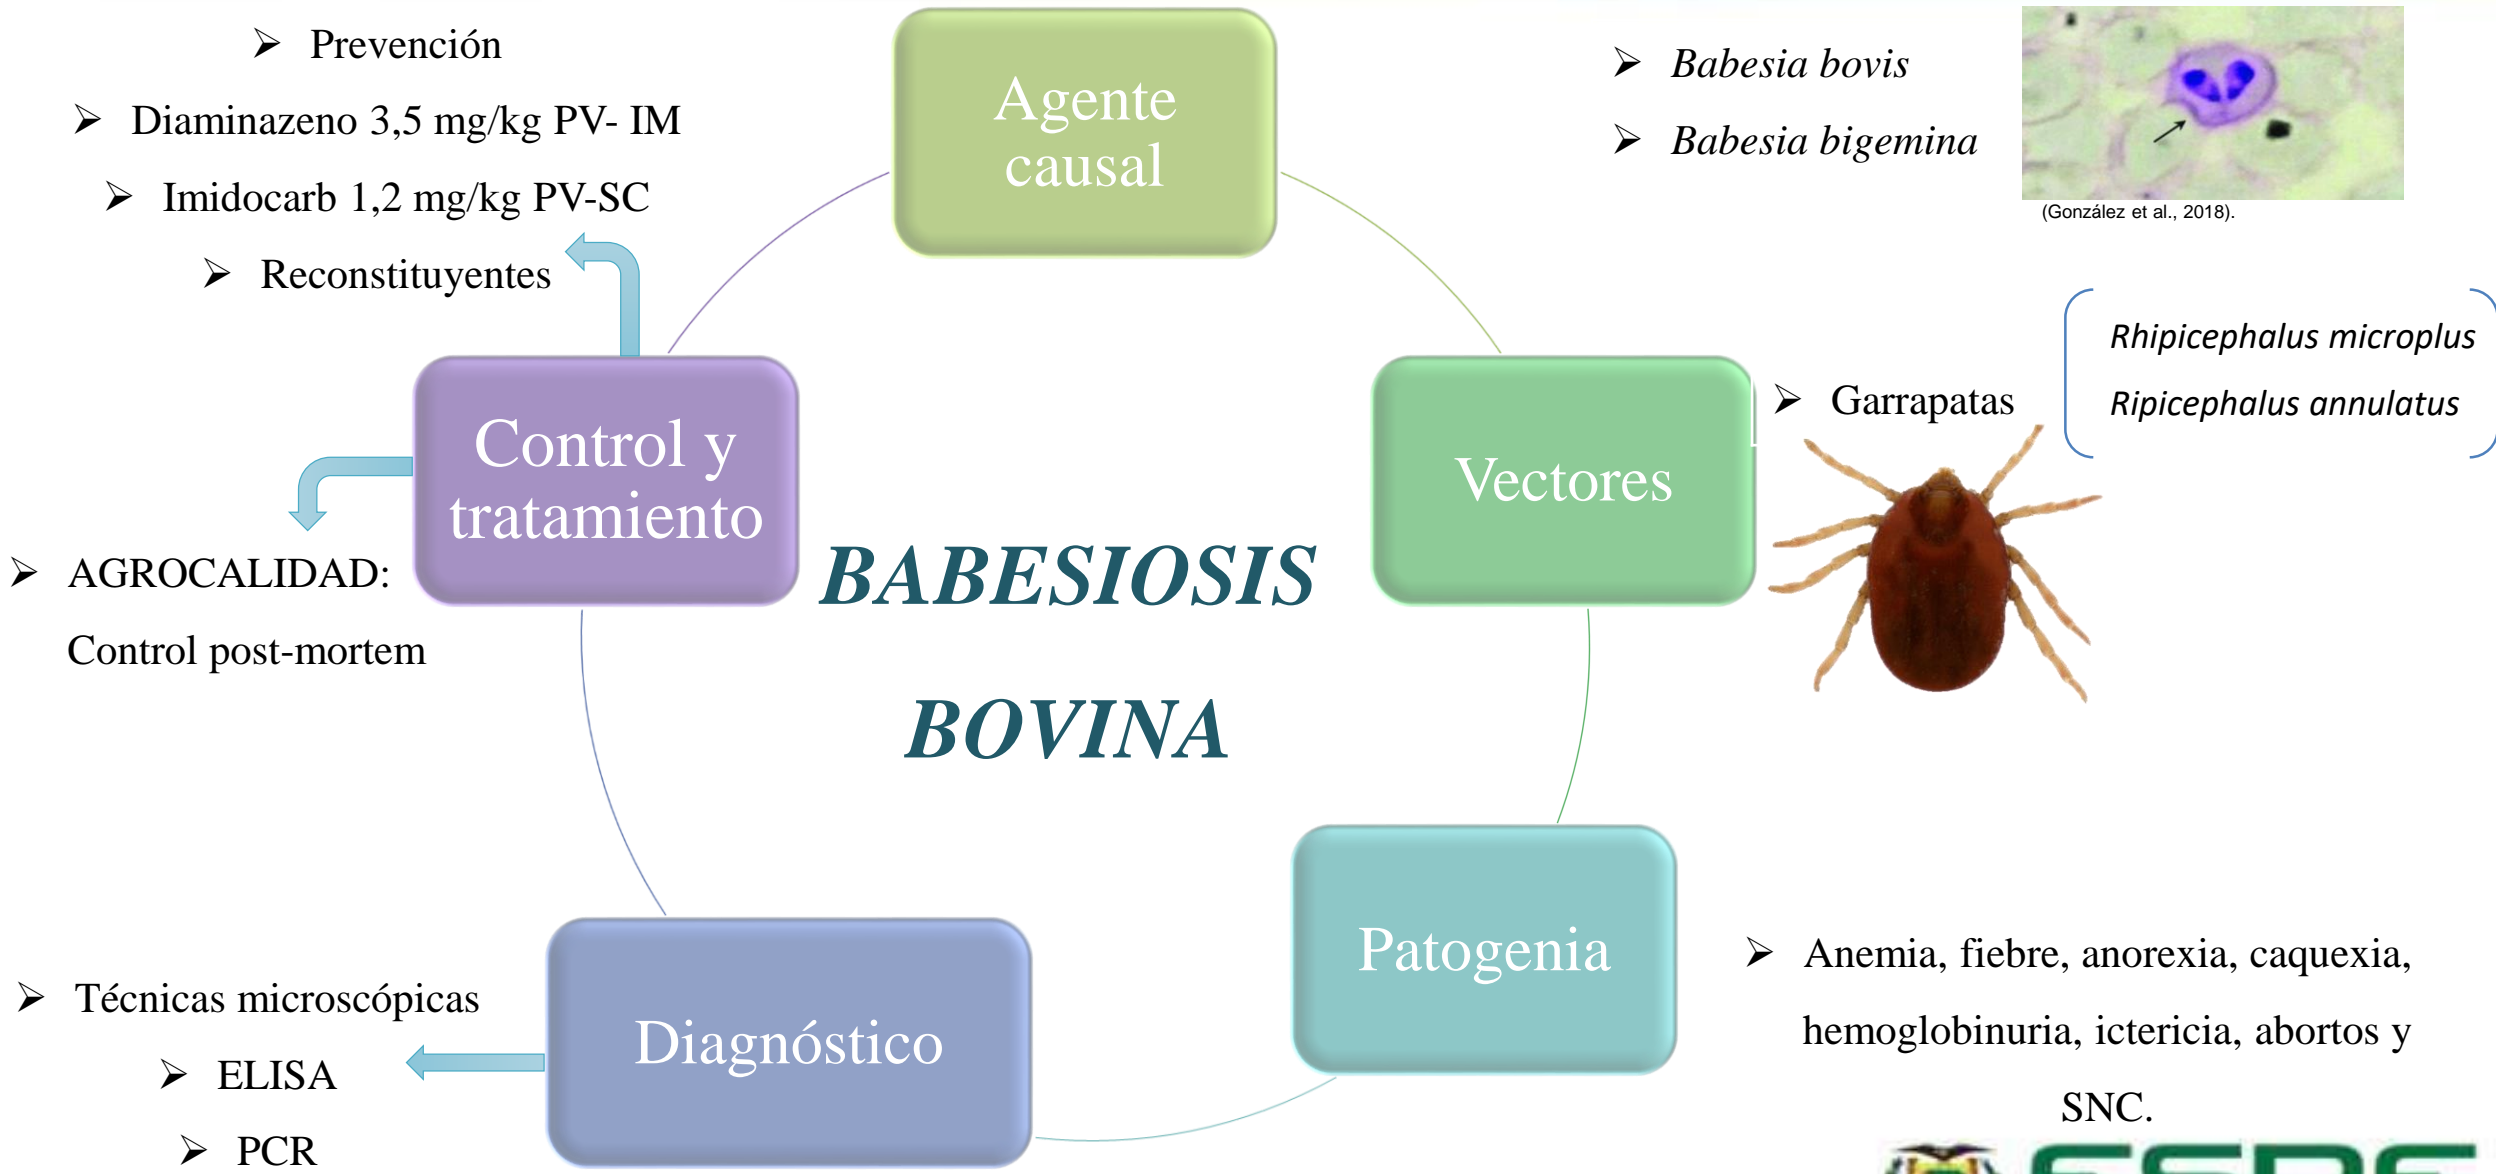 ➢ Prevención
➢ Diaminazeno 3,5 mg/kg PV- IM
➢ Imidocarb 1,2 mg/kg PV-SC
➢ Reconstituyentes
Agente
causal
➢ Babesia bovis
➢ Babesia bigemina
(González et al., 2018).
Control y
tratamiento
➢ AGROCALIDAD:
Control post-mortem
BABESIOSIS
BOVINA
Vectores
➢ Garrapatas
Rhipicephalus microplus
Ripicephalus annulatus
Patogenia
➢ Anemia, fiebre, anorexia, caquexia,
hemoglobinuria, ictericia, abortos y
SNC.
Diagnóstico
➢ Técnicas microscópicas
➢ ELISA
➢ PCR